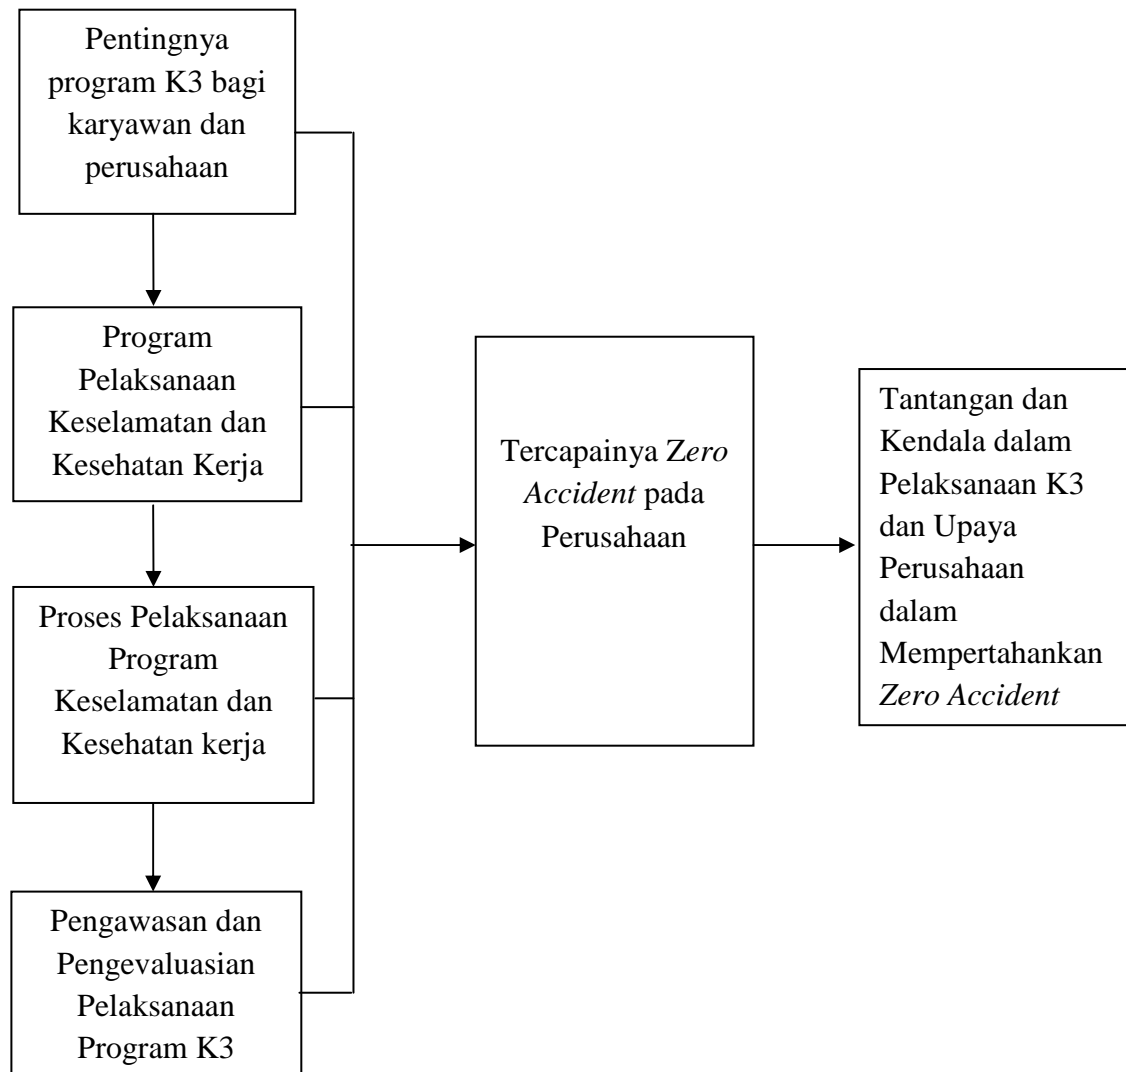 Pentingnya
program K3 bagi
karyawan dan
perusahaan
Program
Pelaksanaan
Keselamatan dan
Kesehatan Kerja
Proses Pelaksanaan
Program
Keselamatan dan
Kesehatan kerja
Pengawasan dan
Pengevaluasian
Pelaksanaan
Program K3
Tercapainya Zero
Accident pada
Perusahaan
Tantangan dan
Kendala dalam
Pelaksanaan K3
dan Upaya
Perusahaan
dalam
Mempertahankan
Zero Accident